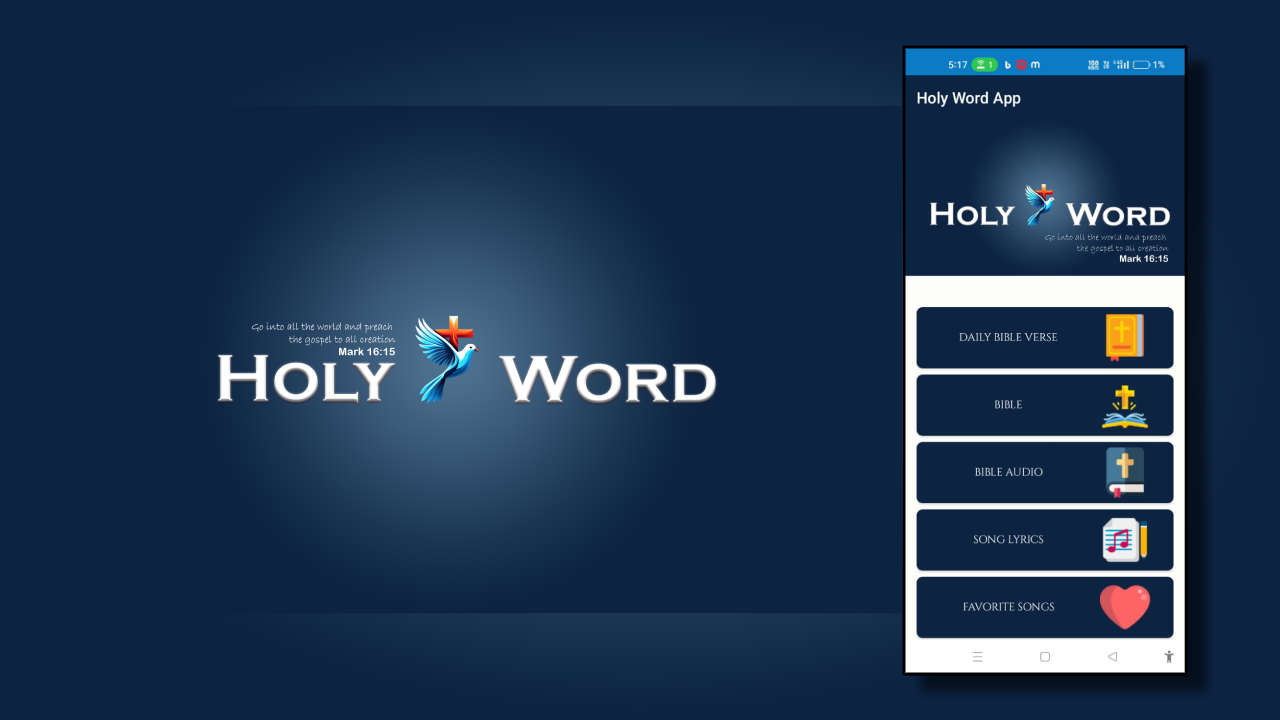 Go into all the world and preach
the gospel to all creation
Mark 16:15
HOLY WORD
5:17 1 b m 1%
Holy Word App
HOLY WORD
Go into all the world and preach
the gospel to all creation
Mark 16:15
DAILY BIBLE VERSE
BIBLE
BIBLE AUDIO
SONG LYRICS
FAVORITE SONGS